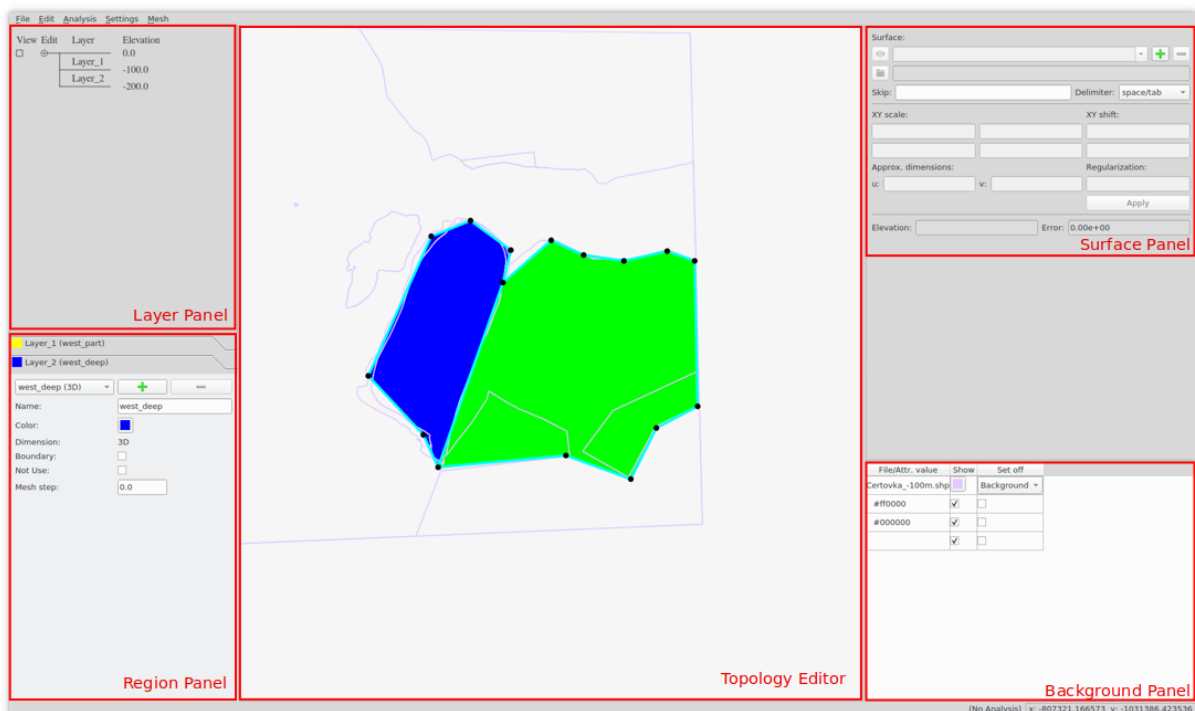 File Edit Analysis Settings Mesh
View Edit Layer Elevation
0.0
Layer_1
-100.0
Layer_2
-200.0
Layer Panel
Layer_1 (west_part)
Layer_2 (west_deep)
west_deep (3D)
Name: west_deep
Color:
Dimension: 3D
Boundary:
Not Use:
Mesh step: 0.0
Region Panel
Topology Editor
Surface:
Skip: Delimiter: space/tab
XY scale: XY shift:
Approx. dimensions: Regularization:
u: v:
Apply
Elevation: Error: 0.00e+00
Surface Panel
File/Attr. value Show Set off
Certovka_-100m.shp Background
#ff0000
#000000
Background Panel
(No Analysis) x: -807321.166573 y: -1031386.423536